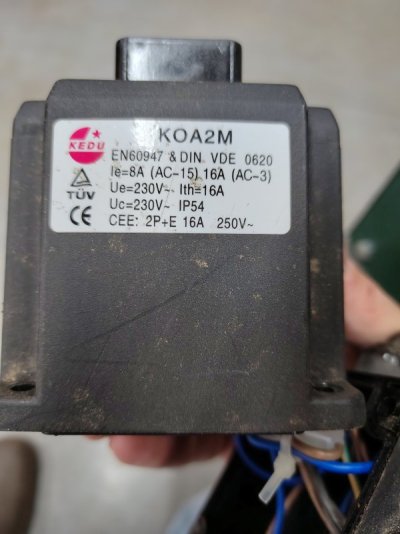 KEDU
KOA2M
EN60947 & DIN VDE 0620
Ie=8A (AC-15) 16A (AC-3)
TÜV
Ue=230V~ Ith=16A
CE
Uc=230V~ IP54
CEE: 2P+E 16A 250V~